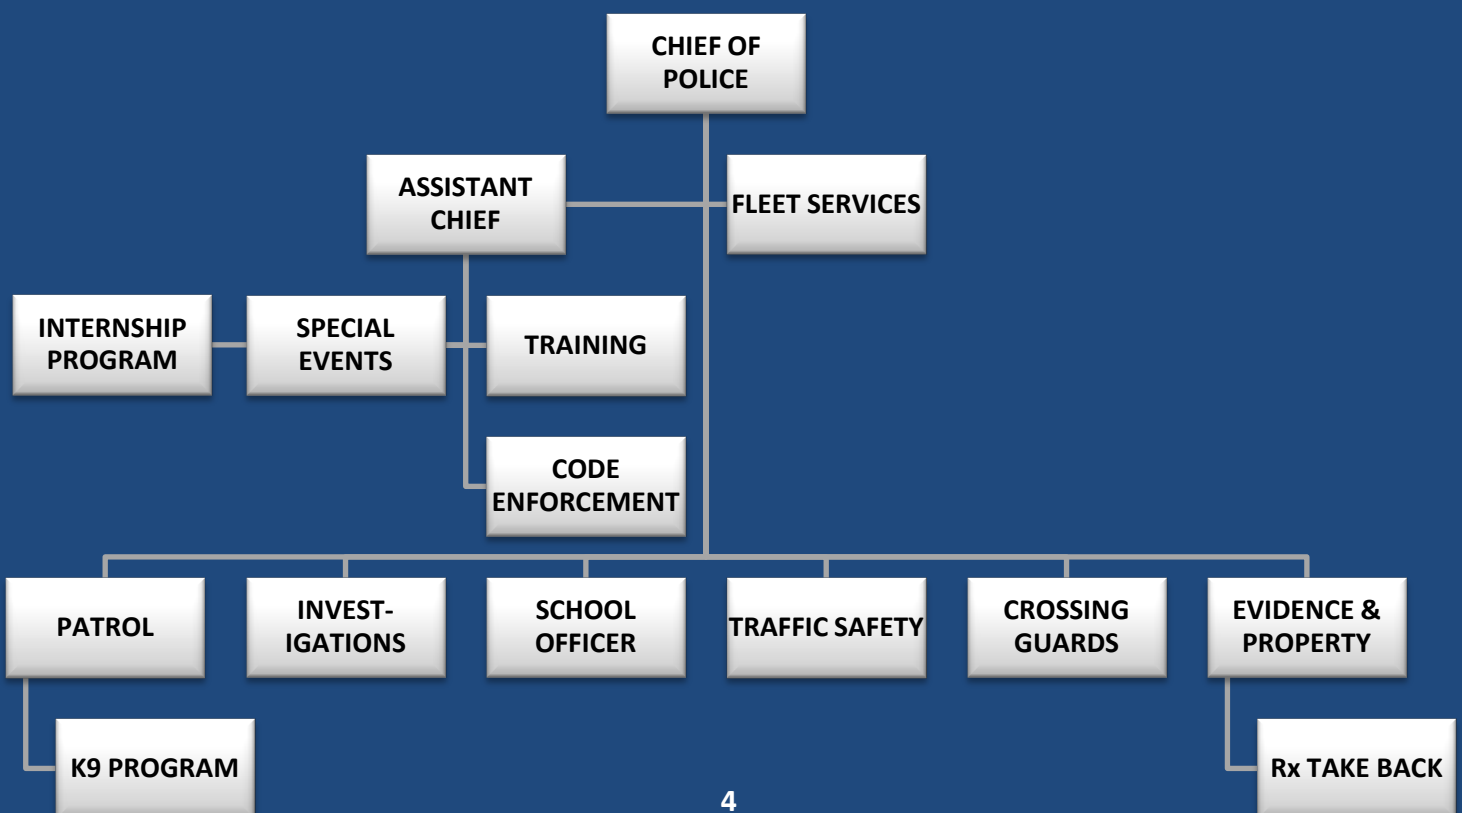 CHIEF OF
POLICE
ASSISTANT
CHIEF
FLEET SERVICES
INTERNSHIP
PROGRAM
SPECIAL
EVENTS
TRAINING
CODE
ENFORCEMENT
PATROL
INVEST-
IGATIONS
SCHOOL
OFFICER
TRAFFIC SAFETY
CROSSING
GUARDS
EVIDENCE &
PROPERTY
K9 PROGRAM
Rx TAKE BACK
4